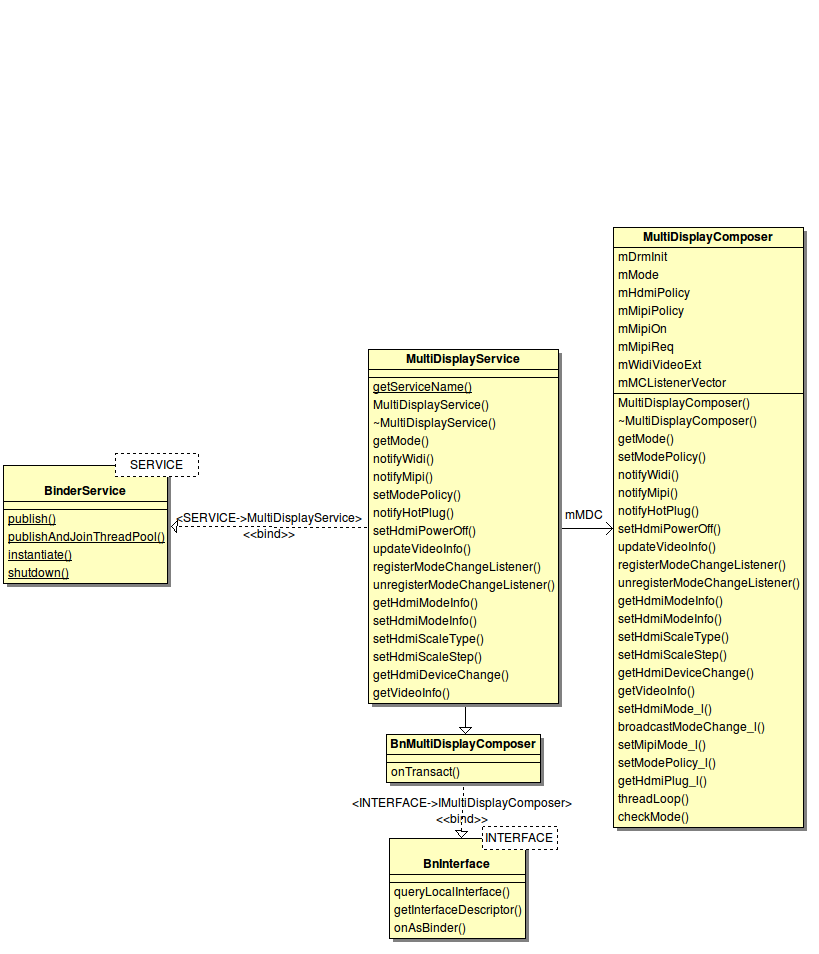 MultiDisplayComposer
mDrmInit
mMode
mHdmiPolicy
mMipiPolicy
mMipiOn
mMipiReq
mWidiVideoExt
mMCListenerVector
MultiDisplayComposer()
~MultiDisplayComposer()
getMode()
setModePolicy()
notifyWidi()
notifyMipi()
notifyHotPlug()
setHdmiPowerOff()
updateVideoInfo()
registerModeChangeListener()
unregisterModeChangeListener()
getHdmiModeInfo()
setHdmiModeInfo()
setHdmiScaleType()
setHdmiScaleStep()
getHdmiDeviceChange()
getVideoInfo()
setHdmiMode_l()
broadcastModeChange_l()
setMipiMode_l()
setModePolicy_l()
getHdmiPlug_l()
threadLoop()
checkMode()
MultiDisplayService
getServiceName()
MultiDisplayService()
~MultiDisplayService()
getMode()
notifyWidi()
notifyMipi()
setModePolicy()
notifyHotPlug()
setHdmiPowerOff()
updateVideoInfo()
registerModeChangeListener()
unregisterModeChangeListener()
getHdmiModeInfo()
setHdmiModeInfo()
setHdmiScaleType()
setHdmiScaleStep()
getHdmiDeviceChange()
getVideoInfo()
mMDC
SERVICE
BinderService
publish()
publishAndJoinThreadPool()
instantiate()
shutdown()
<SERVICE->MultiDisplayService>
<<bind>>
BnMultiDisplayComposer
onTransact()
<INTERFACE->IMultiDisplayComposer>
<<bind>>
INTERFACE
BnInterface
queryLocalInterface()
getInterfaceDescriptor()
onAsBinder()